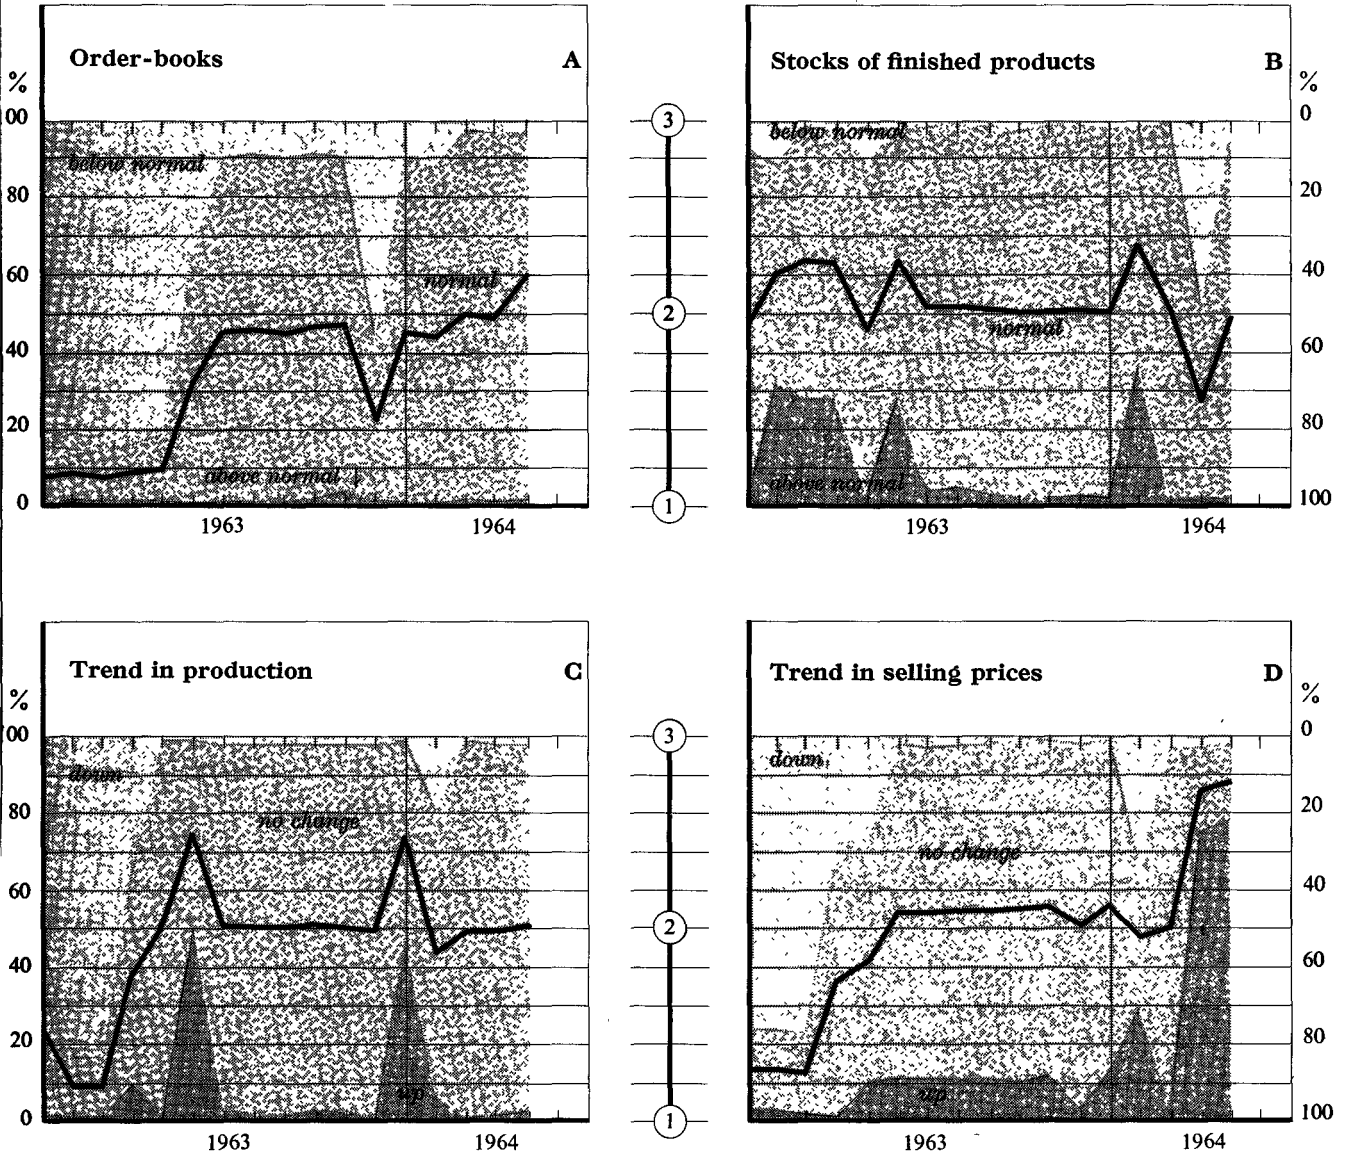 Order-books A
%
00
80
60
40
20
0
below normal
normal
above normal
1963 1964
3
2
1
Stocks of finished products B
%
0
20
40
60
80
100
below normal
normal
above normal
1963 1964
Trend in production C
%
00
80
60
40
20
0
down
no change
up
1963 1964
3
2
1
Trend in selling prices D
%
0
20
40
60
80
100
down
no change
up
1963 1964